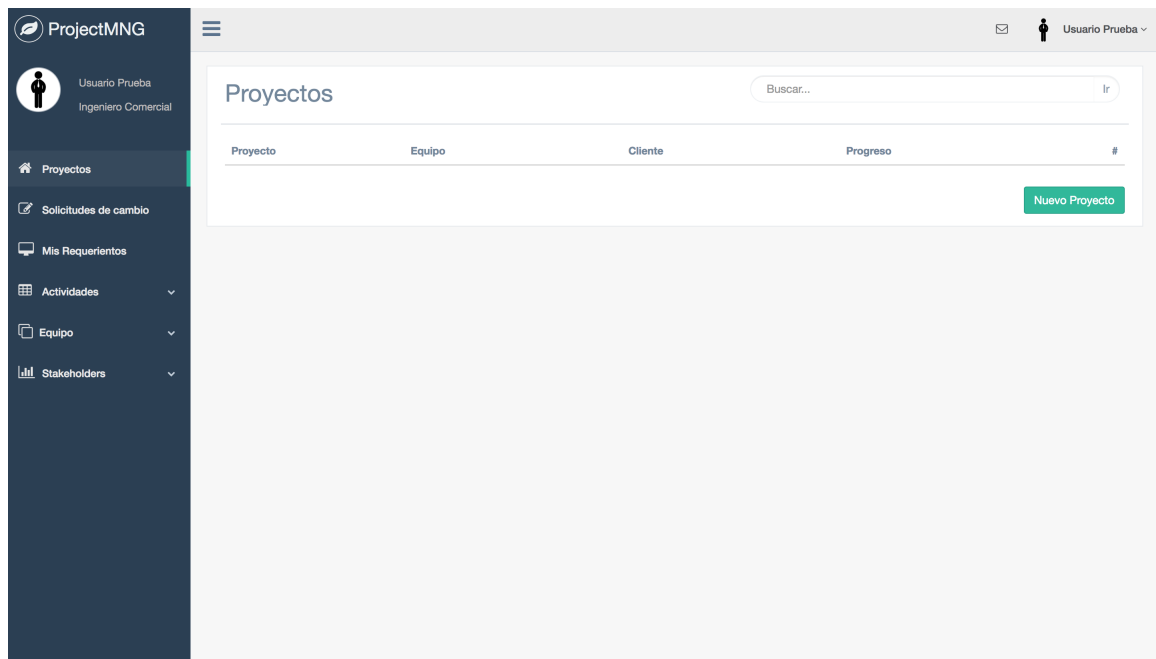 ProjectMNG
Usuario Prueba
Usuario Prueba
Ingeniero Comercial
Proyectos
Solicitudes de cambio
Mis Requerientos
Actividades
Equipo
Stakeholders
Proyectos
Buscar...
Ir
Proyecto Equipo Cliente Progreso #
Nuevo Proyecto